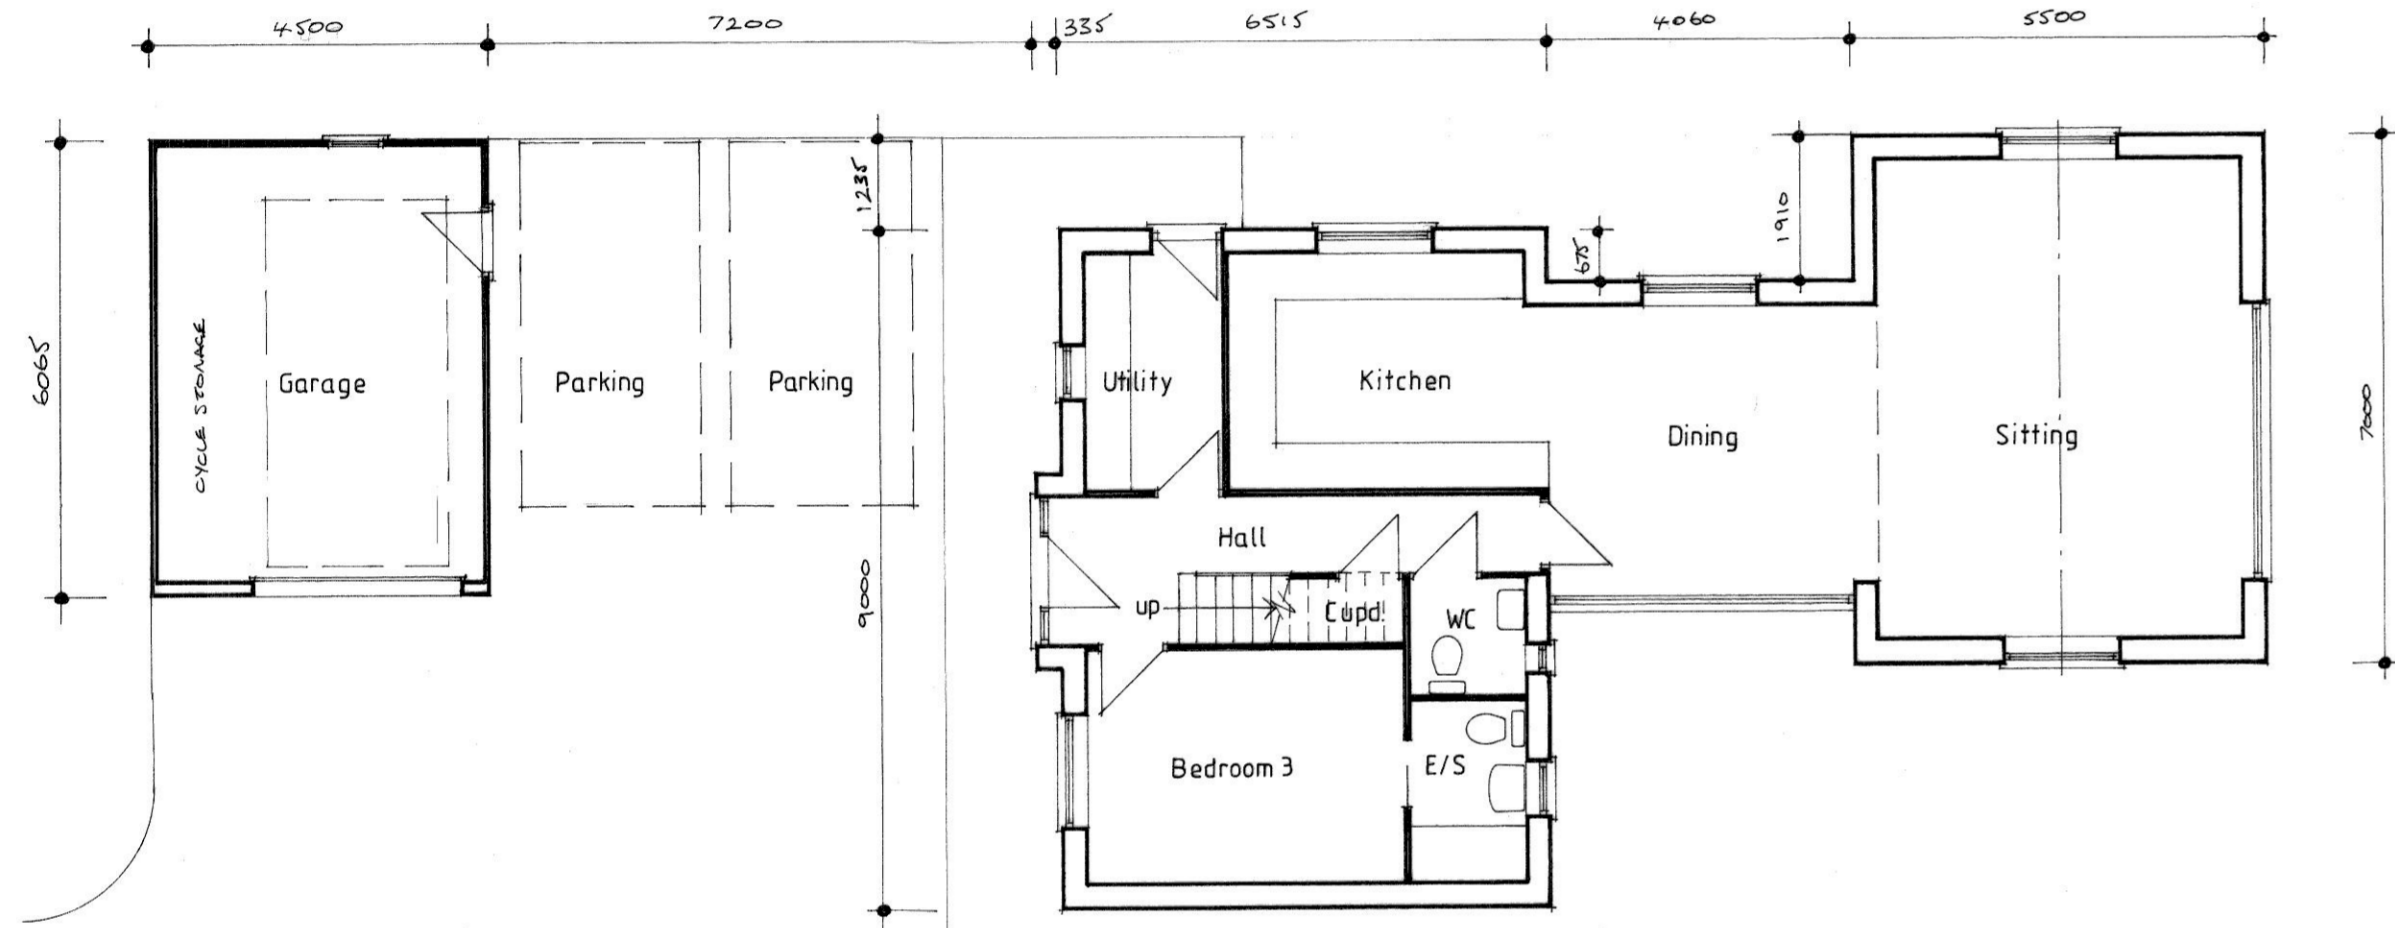 4500 7200 335 6515 4060 5500
1235
1910
675
6065
CYCLE STORAGE
Garage
Parking
Parking
Utility
Kitchen
Dining
Sitting
7000
Hall
9000
up
Cupd.
WC
Bedroom 3
E/S